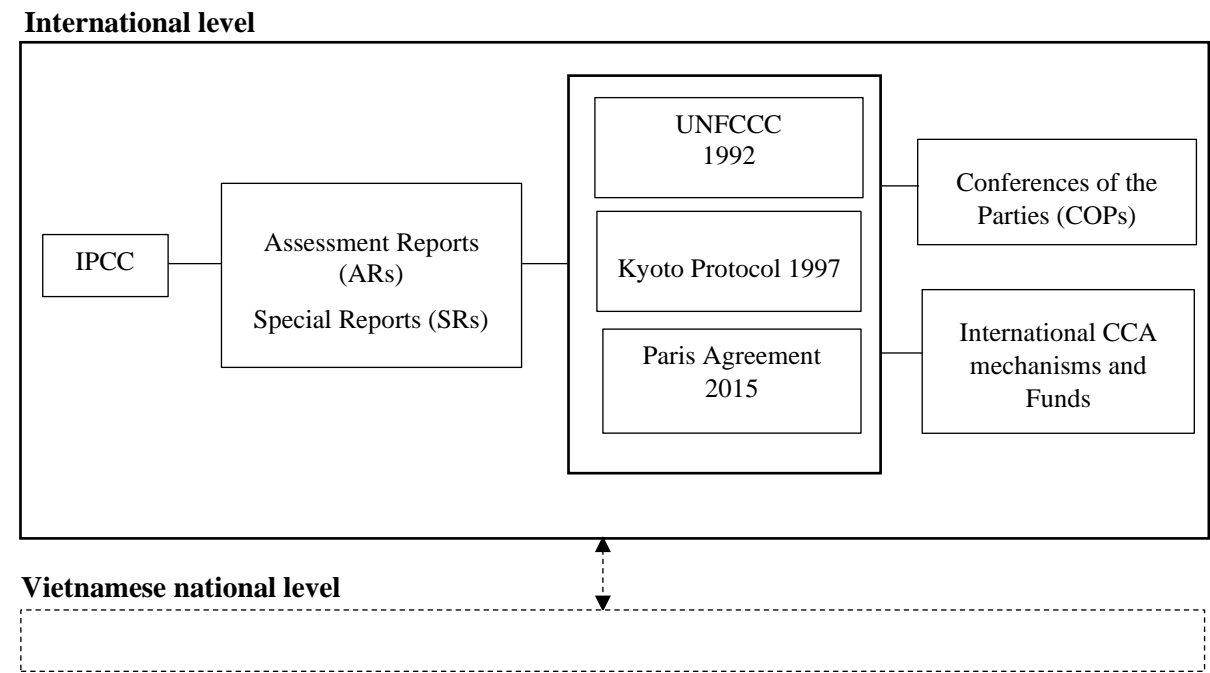 International level
IPCC
Assessment Reports
(ARs)
Special Reports (SRs)
UNFCCC
1992
Kyoto Protocol 1997
Paris Agreement
2015
Conferences of the
Parties (COPs)
International CCA
mechanisms and
Funds
Vietnamese national level